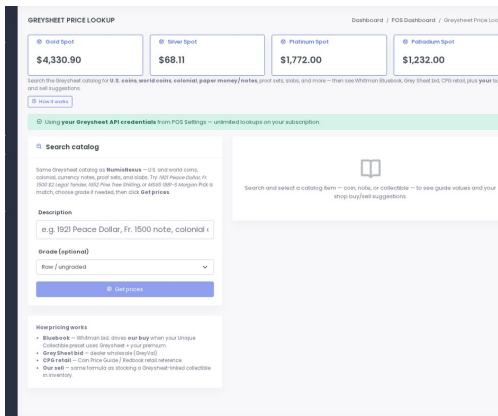 GREYSHEET PRICE LOOKUP
Dashboard / POS Dashboard / Greysheet Price Loo
Gold Spot
$4,330.90
Silver Spot
$68.11
Platinum Spot
$1,772.00
Palladium Spot
$1,232.00
Search the Greysheet catalog for U.S. coins, world coins, colonial, paper money/notes, proof sets, slabs, and more — then see Whitman Bluebook, Grey Sheet bid, CPG retail, plus your
and sell suggestions.
How it works
Using your Greysheet API credentials from POS Settings — unlimited lookups on your subscription.
Search catalog
Same Greysheet catalog as NumisNexus — U.S. and world coins,
colonial, currency notes, proof sets, and slabs. Try 1921 Peace Dollar, Fr.
1500 $2 Legal Tender, 1652 Pine Tree Shilling, or MS65 1881-S Morgan. Pick a
match, choose grade if needed, then click Get prices.
Description
e.g. 1921 Peace Dollar, Fr. 1500 note, colonial
Grade (optional)
Raw / ungraded
Get prices
Search and select a catalog item — coin, note, or collectible — to see guide values and your
shop buy/sell suggestions.
How pricing works
• Bluebook — Whitman bid; drives our buy when your Unique
Collectible preset uses Greysheet + your premium.
• GreySheet bid — dealer wholesale (GreyVal)
• CPG retail — Coin Price Guide / Redbook retail reference
• Our sell — same formula as stocking a Greysheet-linked collectible
in inventory.